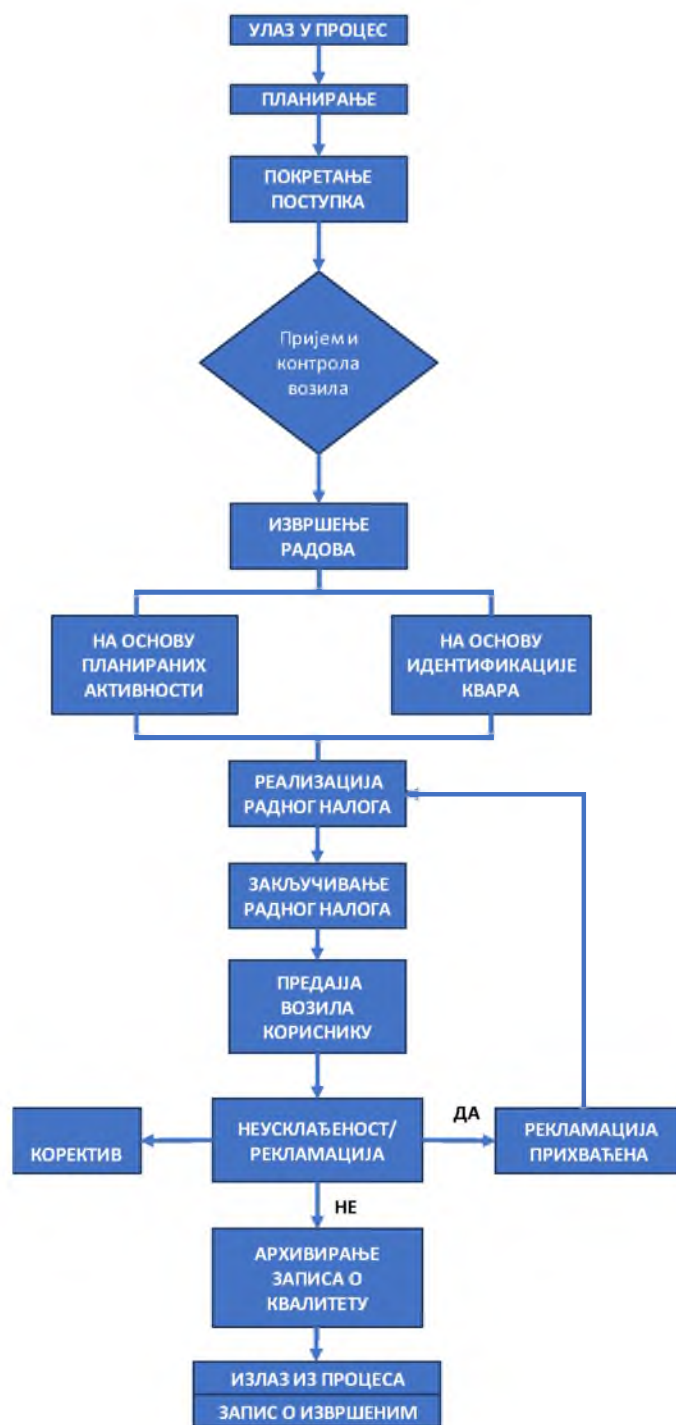 УЛАЗ У ПРОЦЕС
ПЛАНИРАЊЕ
ПОКРЕТАЊЕ
ПОСТУПКА
Пријем и
контрола
возила
ИЗВРШЕЊЕ
РАДОВА
НА ОСНОВУ
ПЛАНИРАНИХ
АКТИВНОСТИ
НА ОСНОВУ
ИДЕНТИФИКАЦИЈЕ
КВАРА
РЕАЛИЗАЦИЈА
РАДНОГ НАЛОГА
ЗАКЉУЧИВАЊЕ
РАДНОГ НАЛОГА
ПРЕДАЈЈА
ВОЗИЛА
КОРИСНИКУ
КОРЕКТИВ
НЕУСКЛАЂЕНОСТ/
РЕКЛАМАЦИЈА
ДА
РЕКЛАМАЦИЈА
ПРИХВАЋЕНА
НЕ
АРХИВИРАЊЕ
ЗАПИСА О
КВАЛИТЕТУ
ИЗЛАЗ ИЗ ПРОЦЕСА
ЗАПИС О ИЗВРШЕНИМ